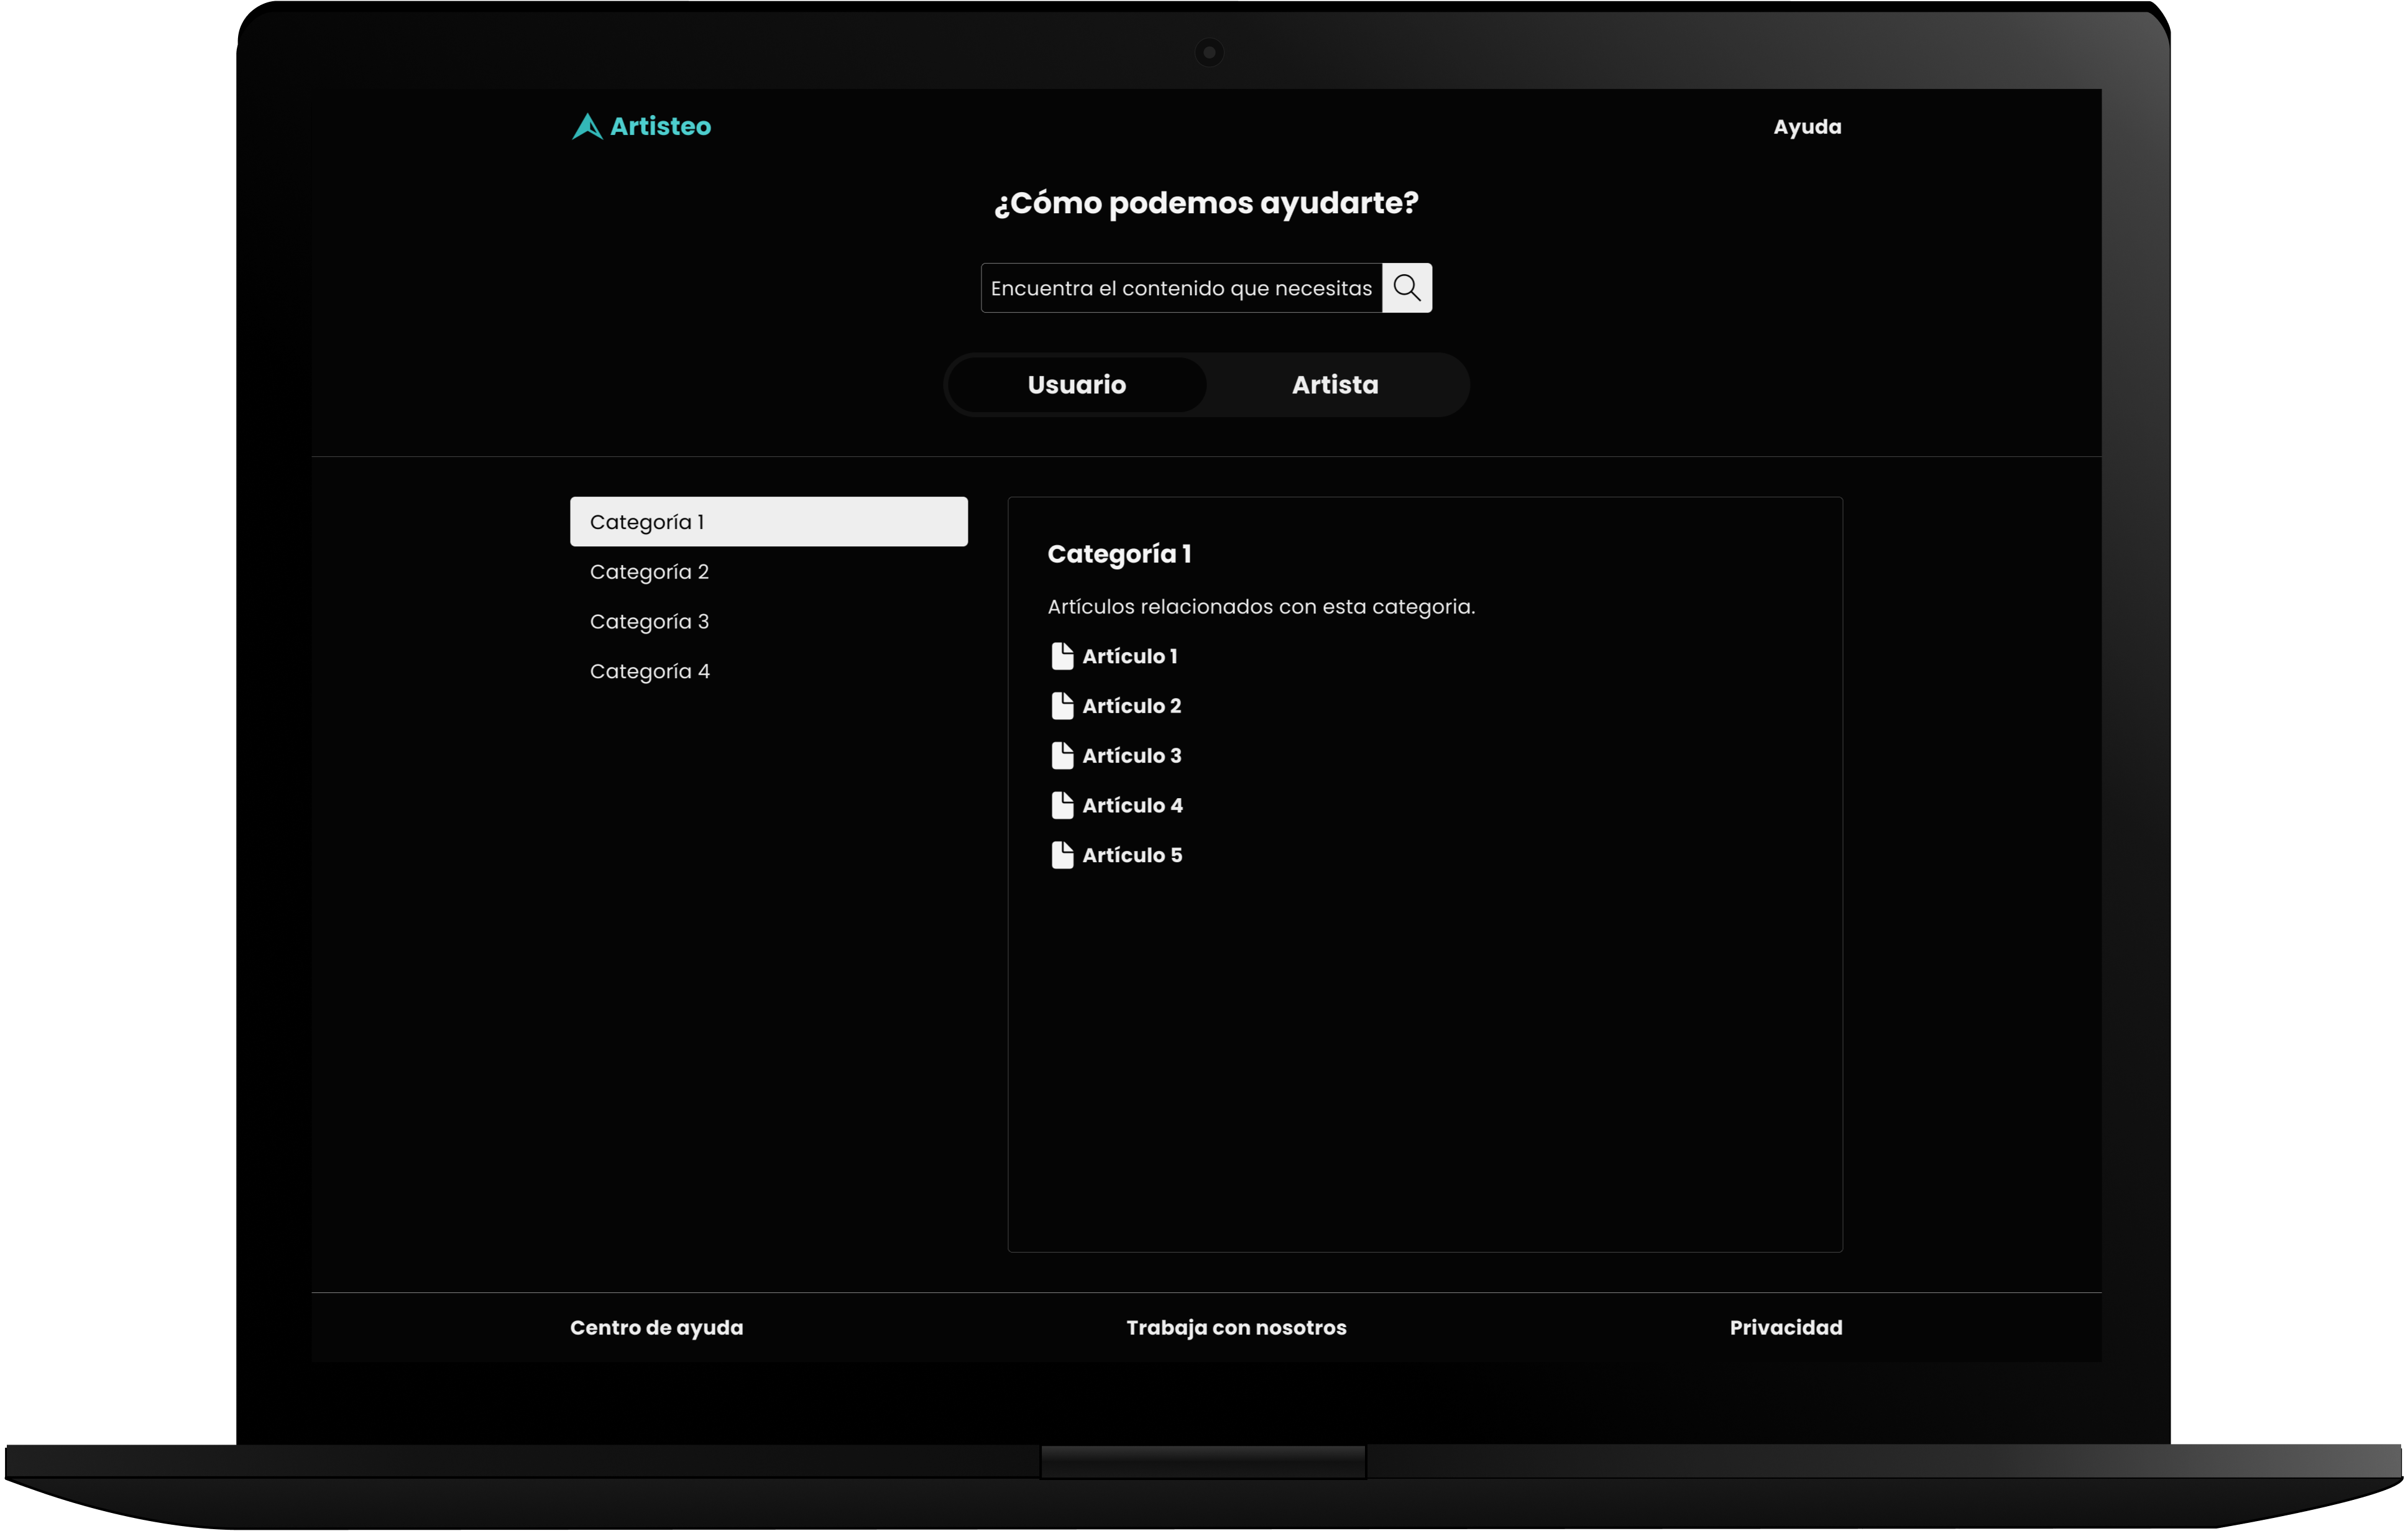 Artisteo
Ayuda
¿Cómo podemos ayudarte?
Encuentra el contenido que necesitas
Usuario
Artista
Categoría 1
Categoría 2
Categoría 3
Categoría 4
Categoría 1
Artículos relacionados con esta categoria.
Artículo 1
Artículo 2
Artículo 3
Artículo 4
Artículo 5
Centro de ayuda
Trabaja con nosotros
Privacidad